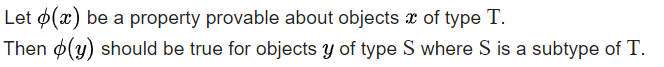 Let ϕ(x) be a property provable about objects x of type T.
Then ϕ(y) should be true for objects y of type S where S is a subtype of T.